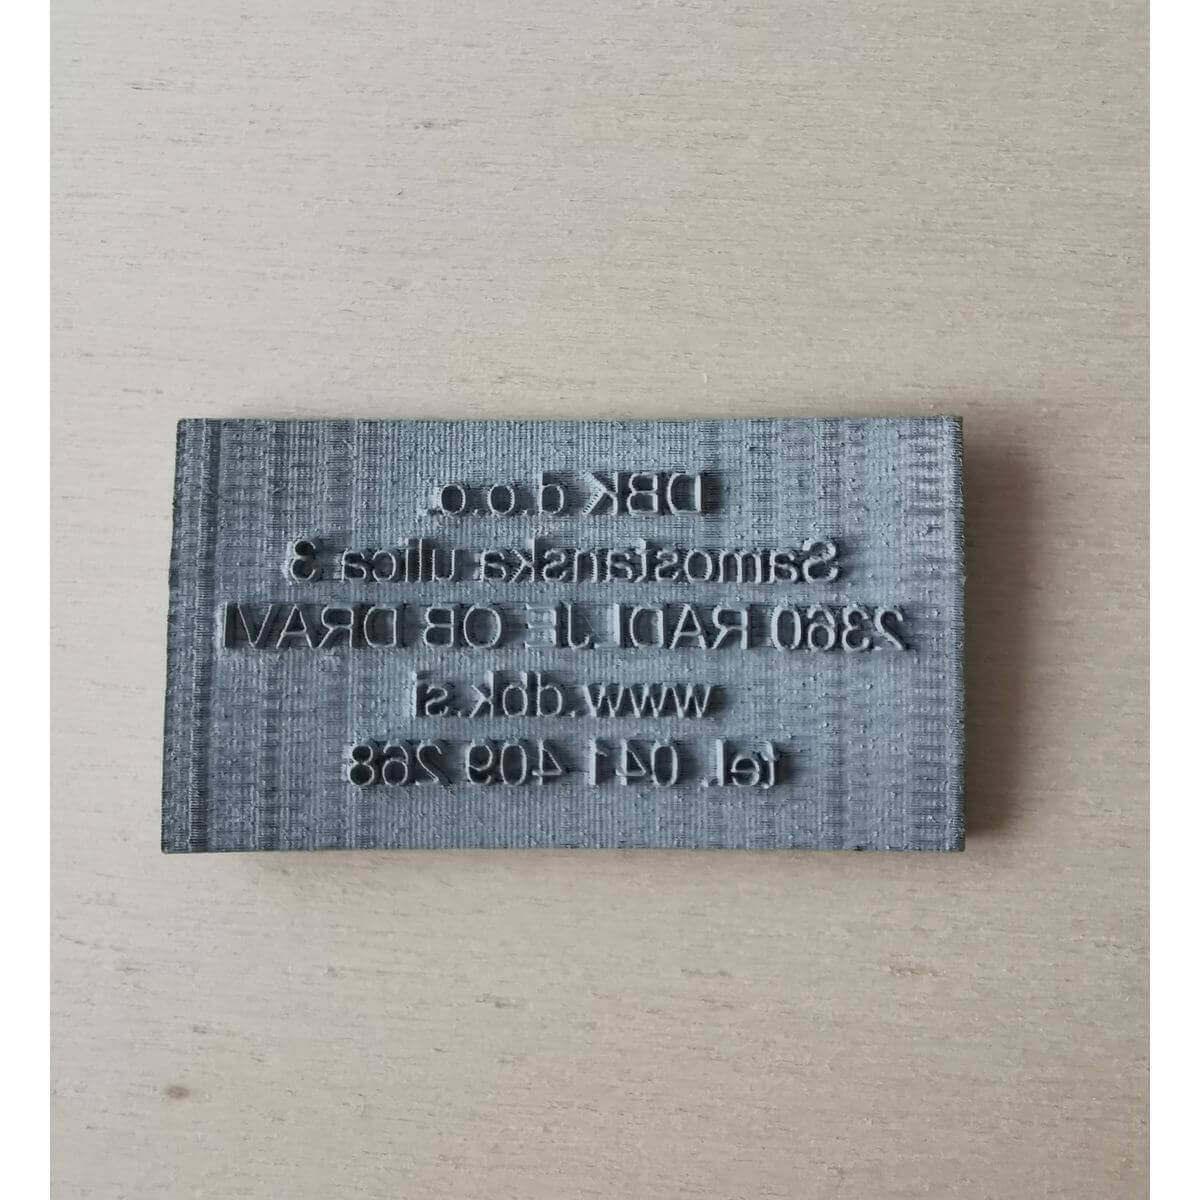 DBK d.o.o.
Samostanska ulica 3
2360 RADLJE OB DRAVI
www.dbk.si
tel. 041 409 268